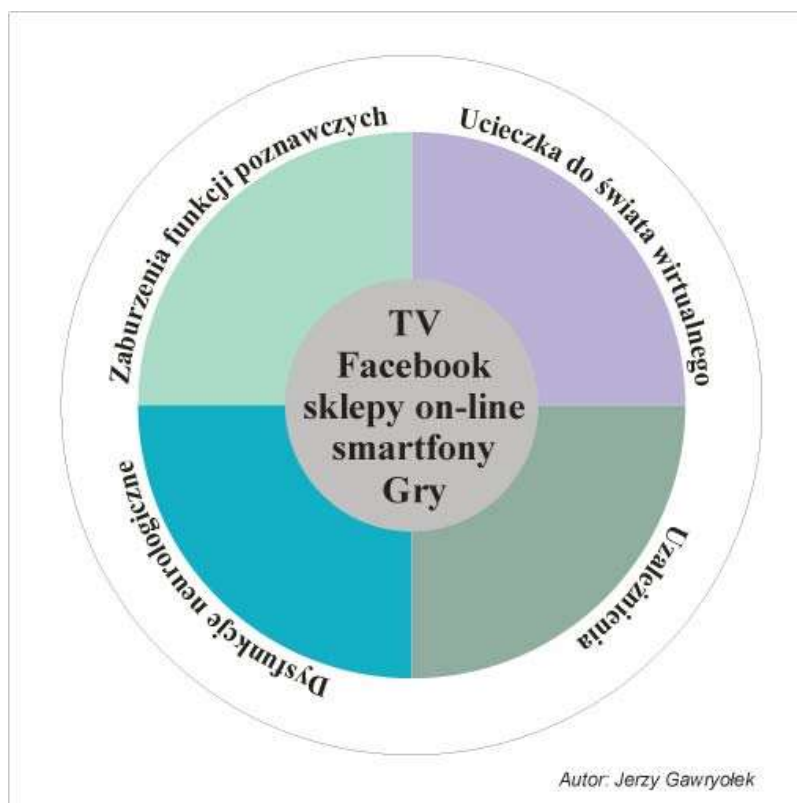 Zaburzenia funkcji poznawczych
Ucieczka do świata wirtualnego
TV
Facebook
sklepy on-line
smartfony
Gry
Dysfunkcje neurologiczne
Uzależnienia
Autor: Jerzy Gawryołek